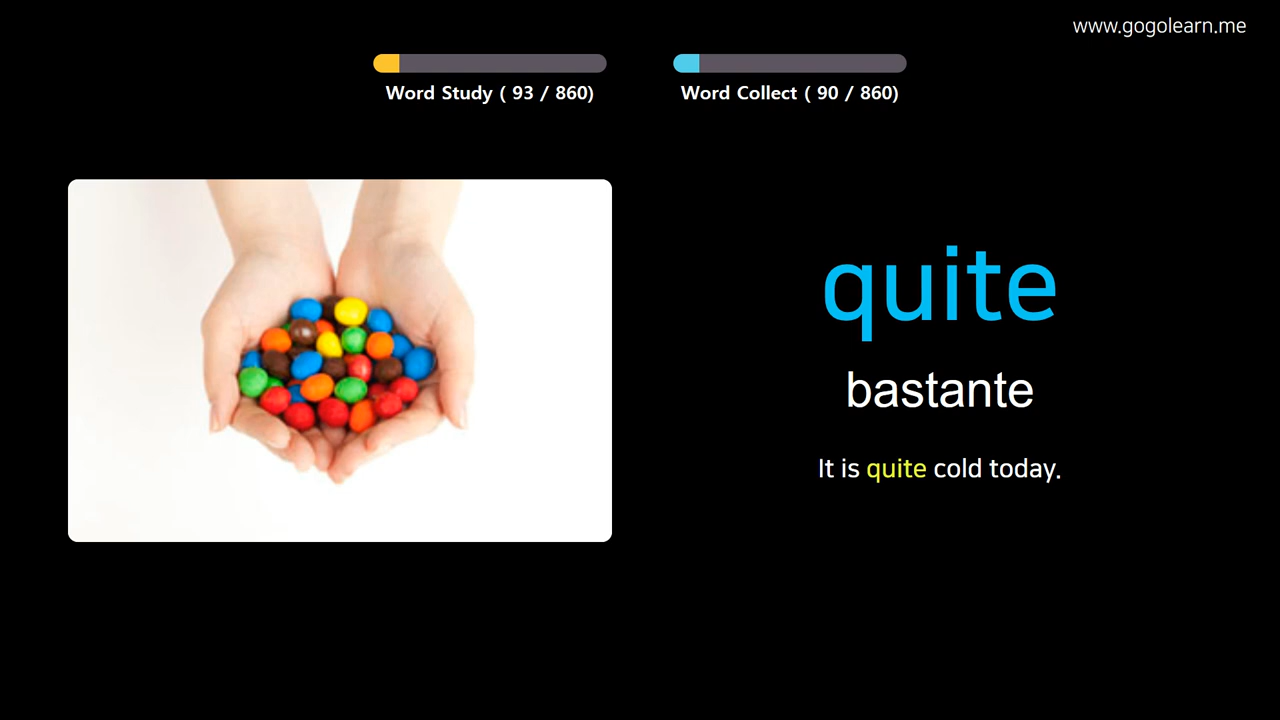 www.gogolearn.me
Word Study ( 93 / 860)
Word Collect ( 90 / 860)
quite
bastante
It is quite cold today.